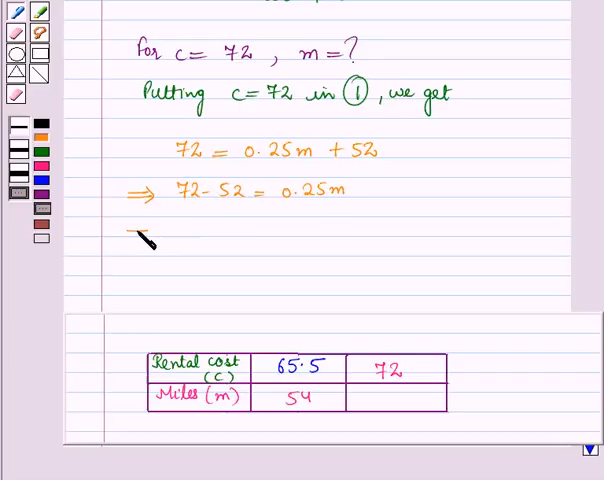 For c = 72 , m = ?
Putting c = 72 in ①, we get
72 = 0.25m + 52
⇒ 72 - 52 = 0.25m
Rental cost (C) 65.5 72
Miles (m) 54